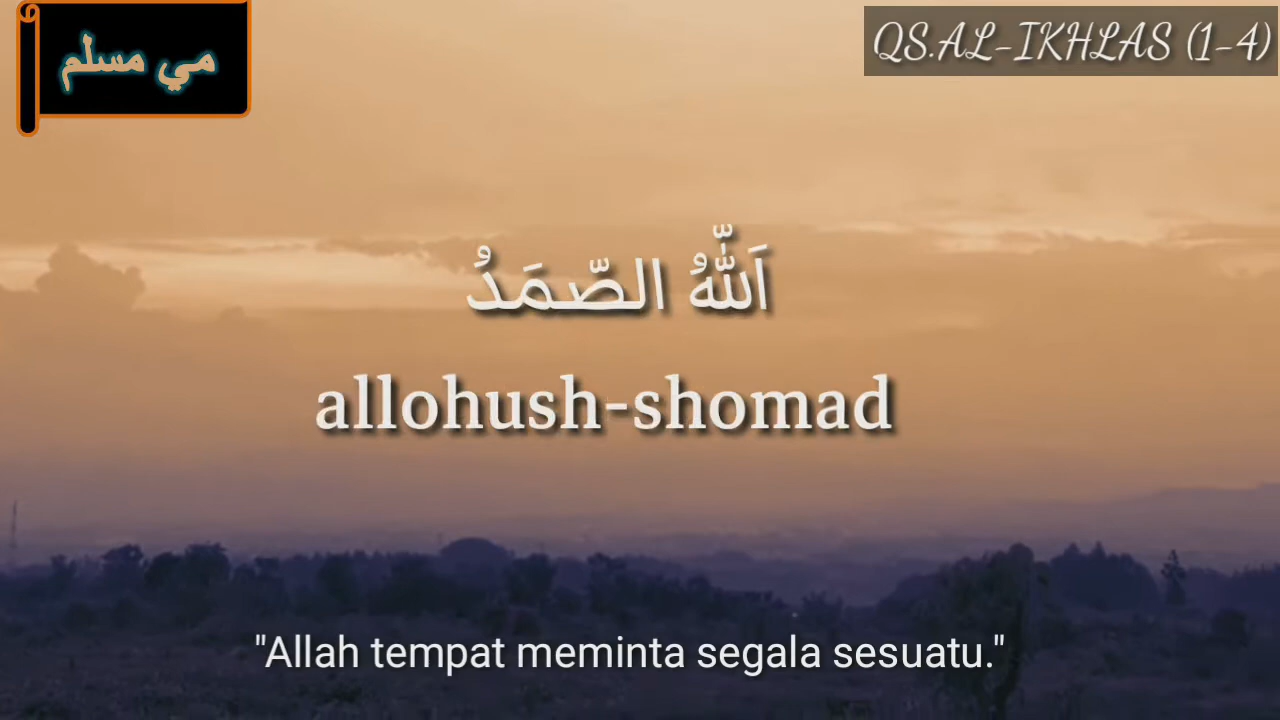 مي مسلم
QS.AL-IKHLAS (1-4)
اَللّٰهُ الصَّمَدُ
allohush-shomad
"Allah tempat meminta segala sesuatu."